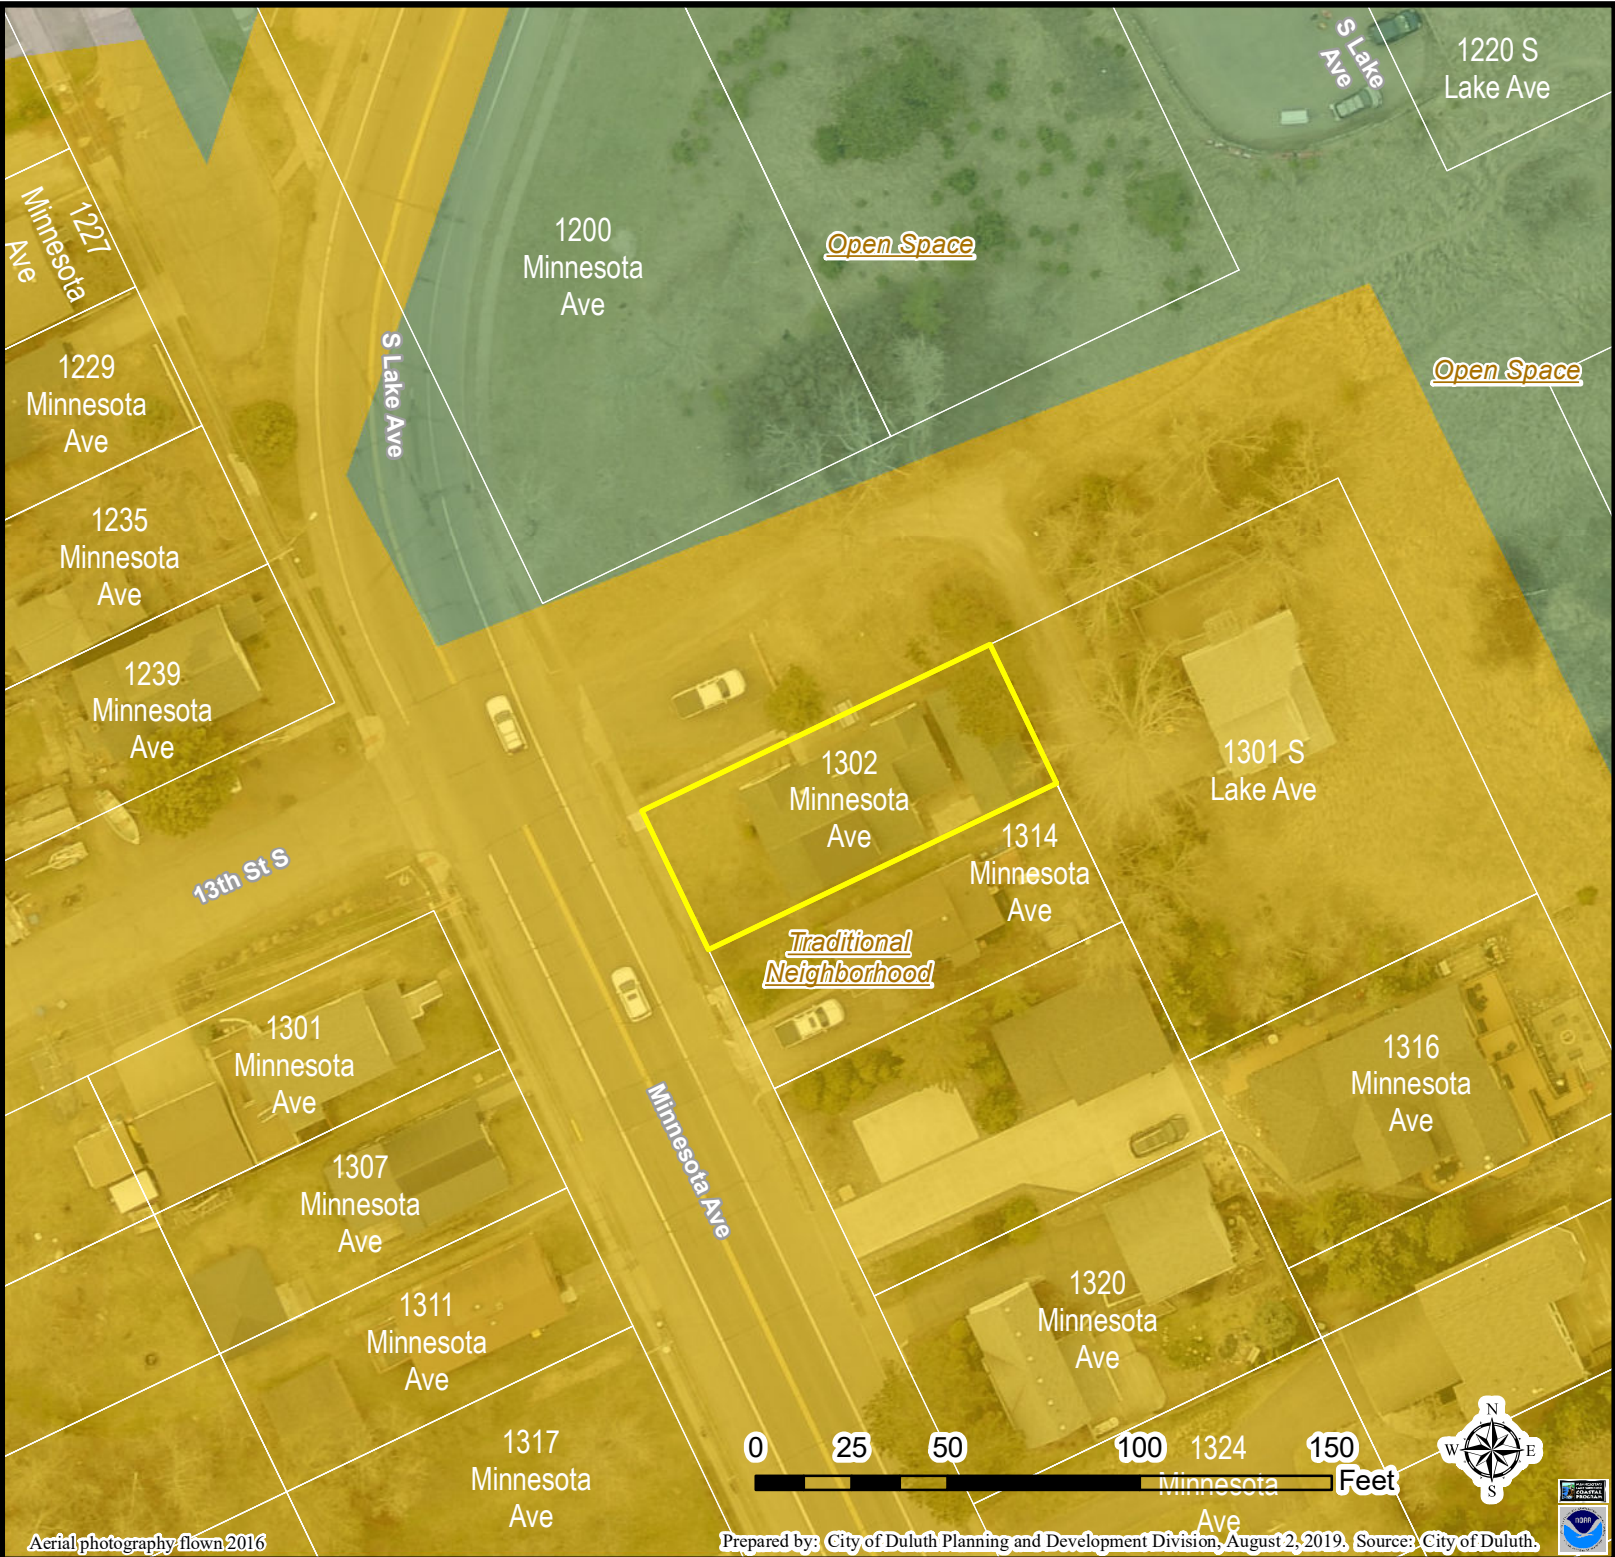 S Lake
Ave
1220 S
Lake Ave
1227
Minnesota
Ave
1200
Minnesota
Ave
Open Space
S Lake Ave
1229
Minnesota
Ave
Open Space
1235
Minnesota
Ave
1239
Minnesota
Ave
1302
Minnesota
Ave
1301 S
Lake Ave
1314
Minnesota
Ave
13th St S
Traditional
Neighborhood
1301
Minnesota
Ave
1316
Minnesota
Ave
Minnesota Ave
1307
Minnesota
Ave
1311
Minnesota
Ave
1320
Minnesota
Ave
1317
Minnesota
Ave
0 25 50 100 150
Feet
1324
Minnesota
Ave
N
W E
S
NOAA
Aerial photography flown 2016
Prepared by: City of Duluth Planning and Development Division, August 2, 2019. Source: City of Duluth.